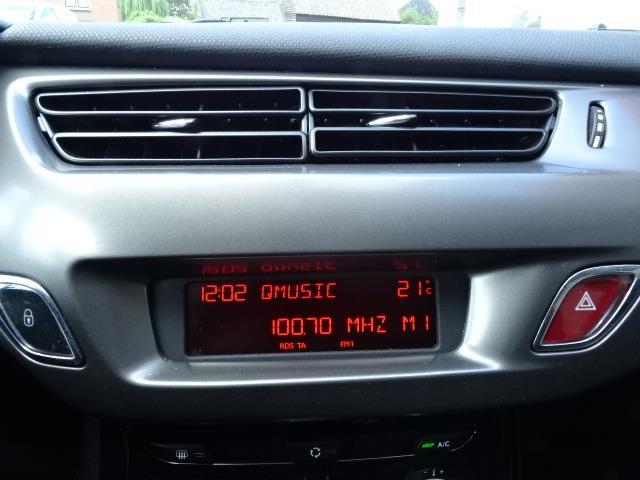 12:02 QMUSIC 21°C
100.70 MHZ M1
RDS TA FM1
A/C